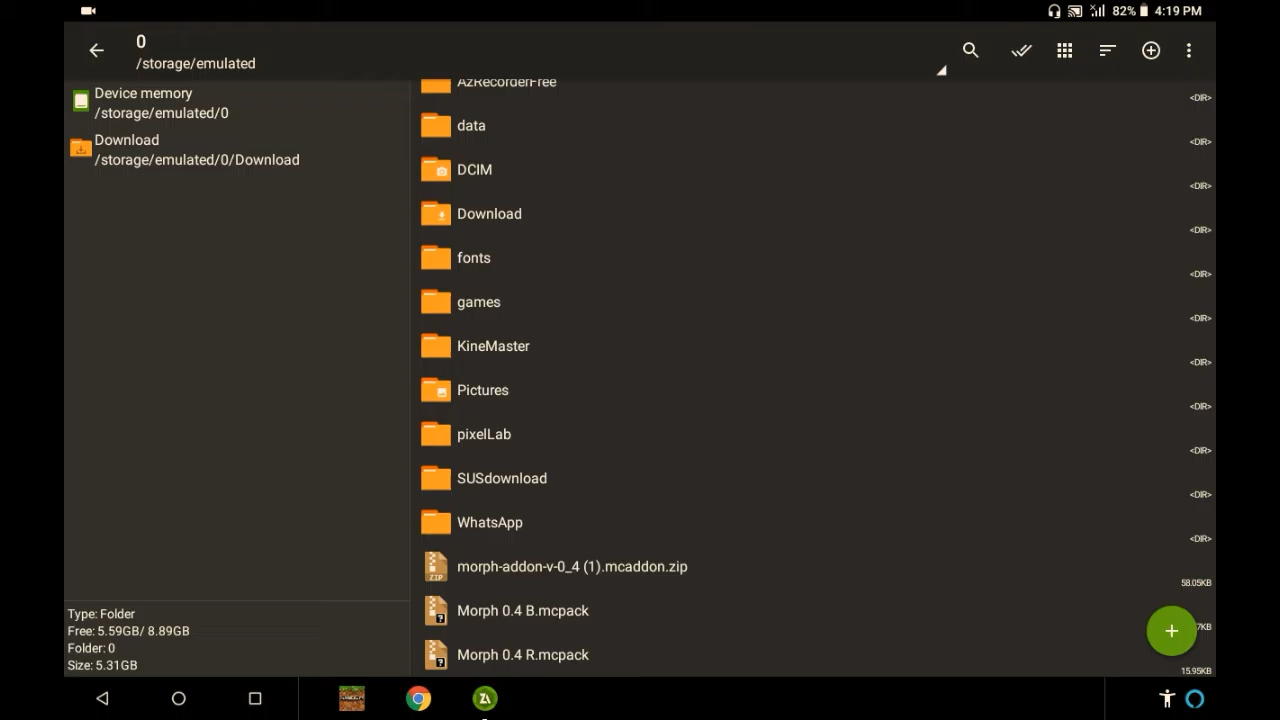 82% 4:19 PM
0
/storage/emulated
Device memory
/storage/emulated/0
Download
/storage/emulated/0/Download
AzRecorderFree
<DIR>
data
<DIR>
DCIM
<DIR>
Download
<DIR>
fonts
<DIR>
games
<DIR>
KineMaster
<DIR>
Pictures
<DIR>
pixelLab
<DIR>
SUSdownload
<DIR>
WhatsApp
<DIR>
morph-addon-v-0_4 (1).mcaddon.zip
ZIP
58.05KB
Morph 0.4 B.mcpack
?
Morph 0.4 R.mcpack
?
15.95KB
Type: Folder
Free: 5.59GB/ 8.89GB
Folder: 0
Size: 5.31GB